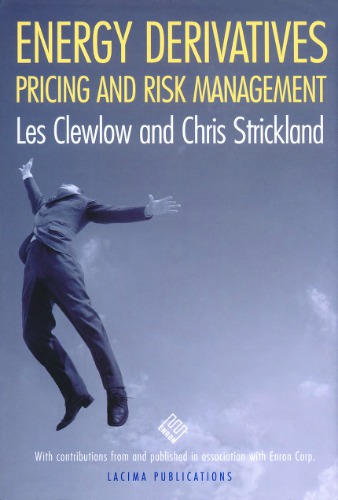 ENERGY DERIVATIVES
PRICING AND RISK MANAGEMENT
Les Clewlow and Chris Strickland
ENRON
With contributions from and published in association with Enron Corp.
LACIMA PUBLICATIONS